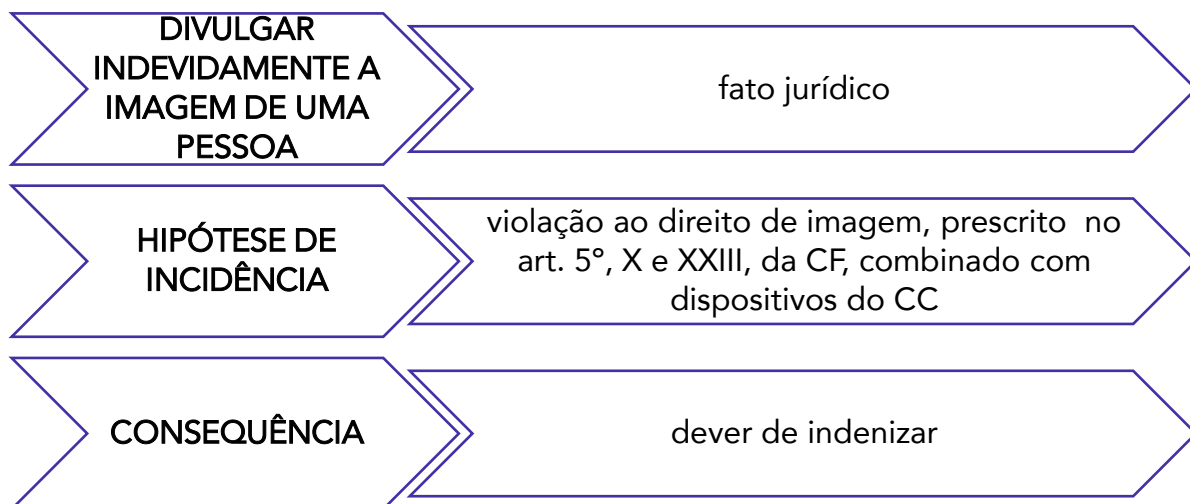 DIVULGAR
INDEVIDAMENTE A
IMAGEM DE UMA
PESSOA
fato jurídico
HIPÓTESE DE
INCIDÊNCIA
violação ao direito de imagem, prescrito no
art. 5º, X e XXIII, da CF, combinado com
dispositivos do CC
CONSEQUÊNCIA
dever de indenizar